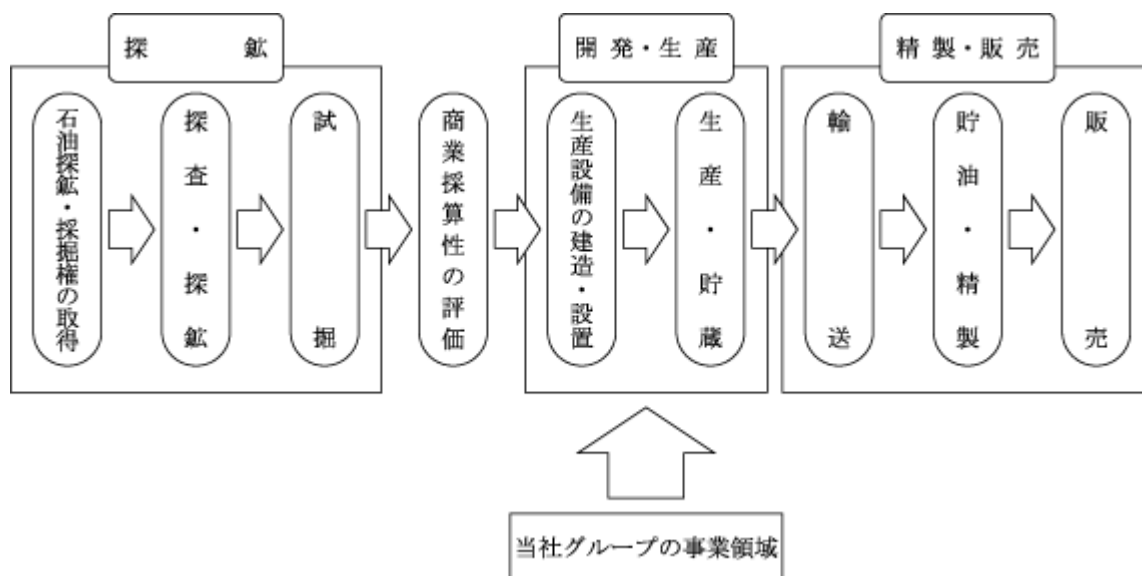 探鉱
開発・生産
精製・販売
石油探鉱・採掘権の取得
探査・探鉱
試掘
商業採算性の評価
生産設備の建造・設置
生産・貯蔵
輸送
貯油・精製
販売
当社グループの事業領域